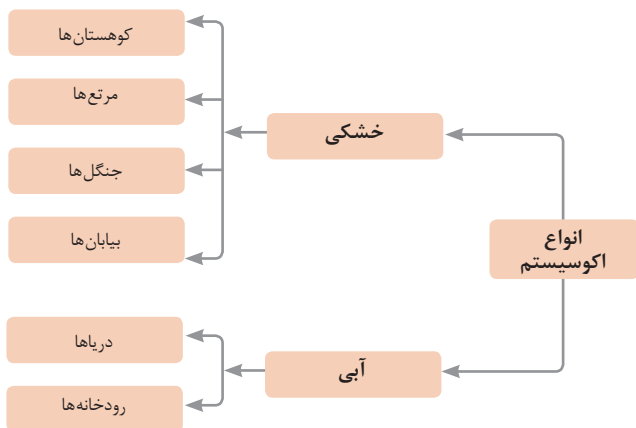 انواع
اکوسیستم
خشکی
کوهستان‌ها
مرتع‌ها
جنگل‌ها
بیابان‌ها
آبی
دریاها
رودخانه‌ها